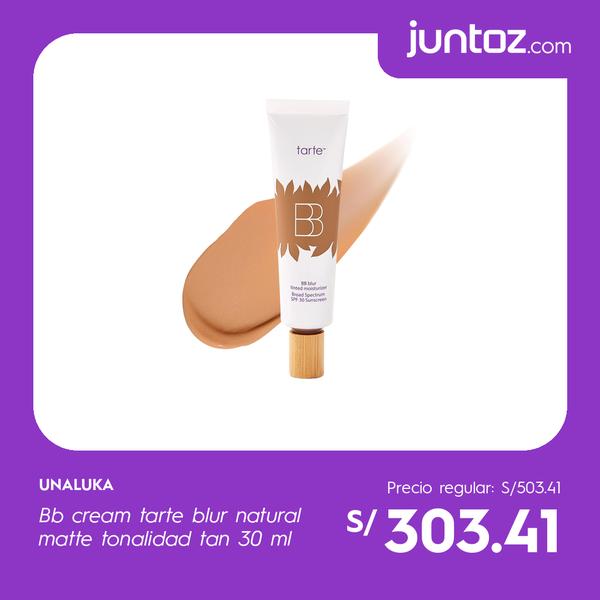 juntoz.com
tarte™
BB
BB blur
tinted moisturizer
Broad Spectrum
SPF 30 Sunscreen
UNALUKA
Bb cream tarte blur natural
matte tonalidad tan 30 ml
Precio regular: S/503.41
S/303.41